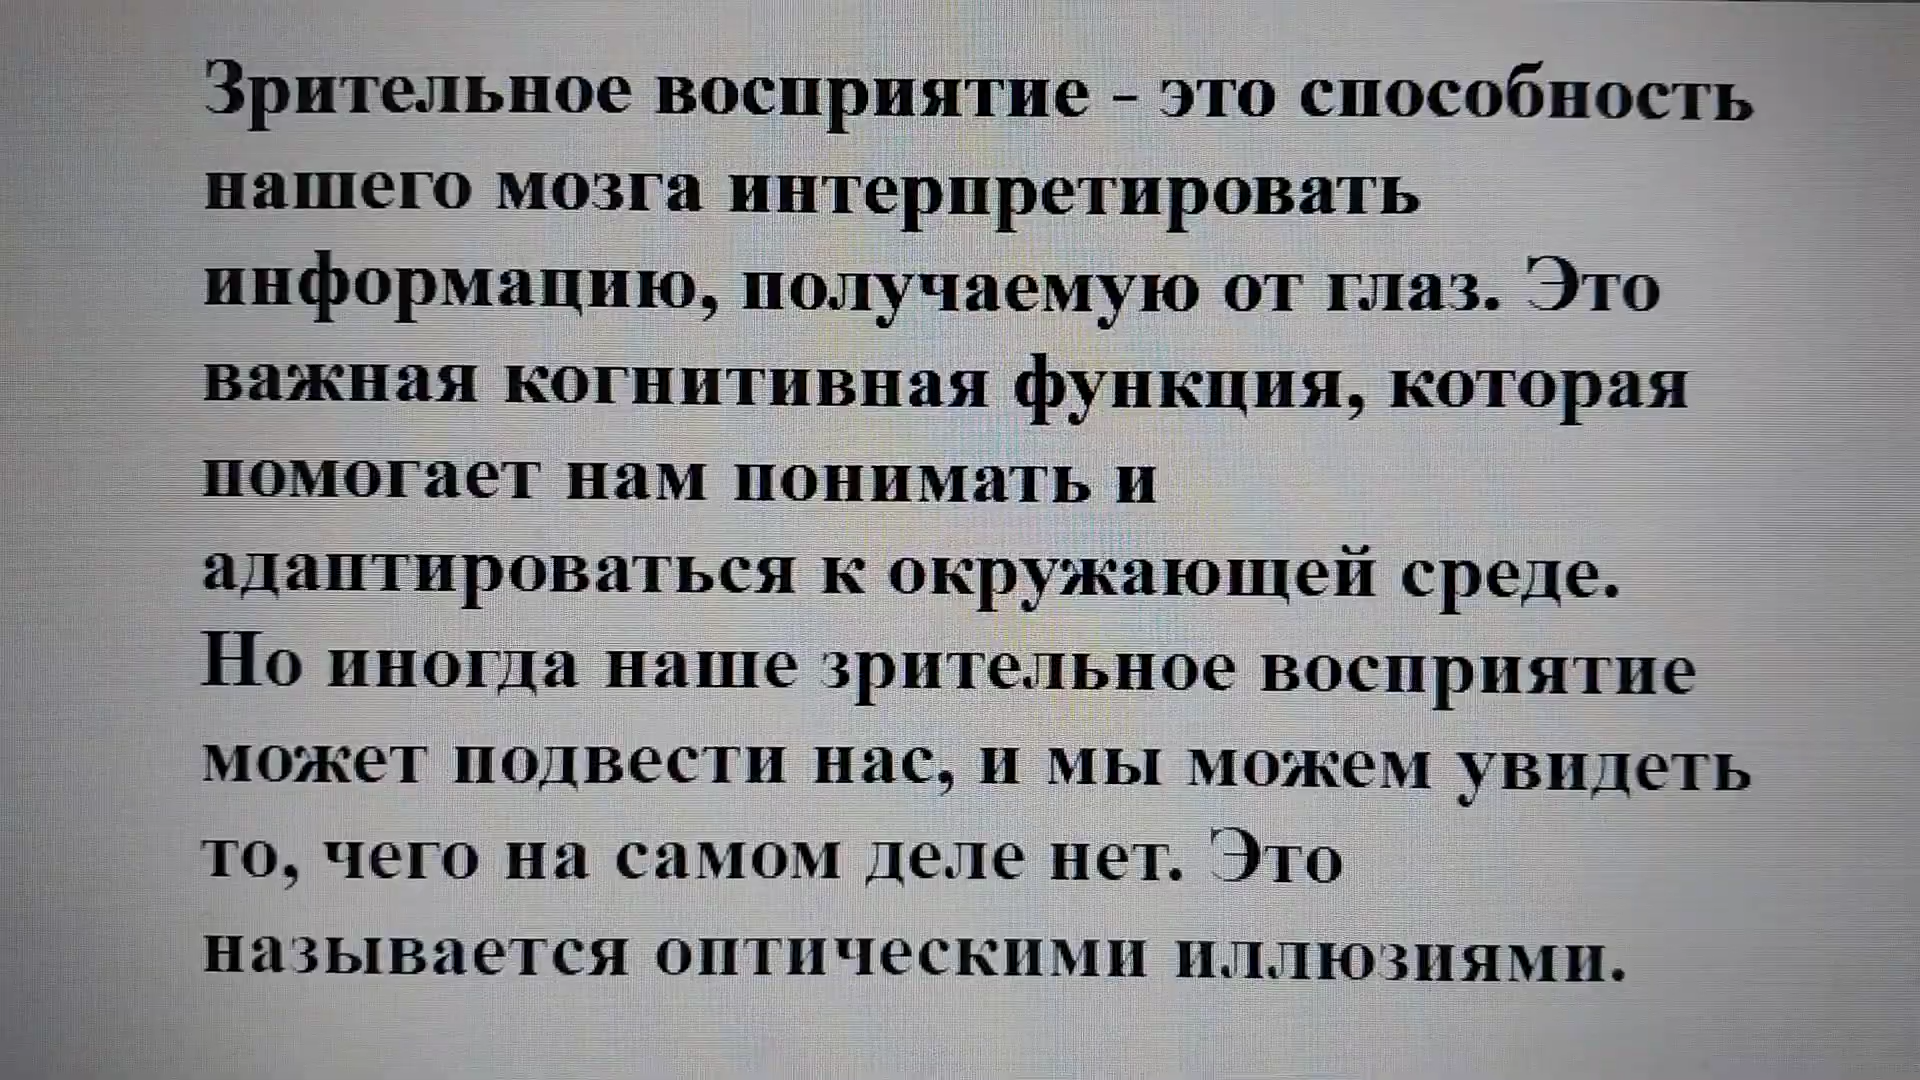 Зрительное восприятие - это способность
нашего мозга интерпретировать
информацию, получаемую от глаз. Это
важная когнитивная функция, которая
помогает нам понимать и
адаптироваться к окружающей среде.
Но иногда наше зрительное восприятие
может подвести нас, и мы можем увидеть
то, чего на самом деле нет. Это
называется оптическими иллюзиями.